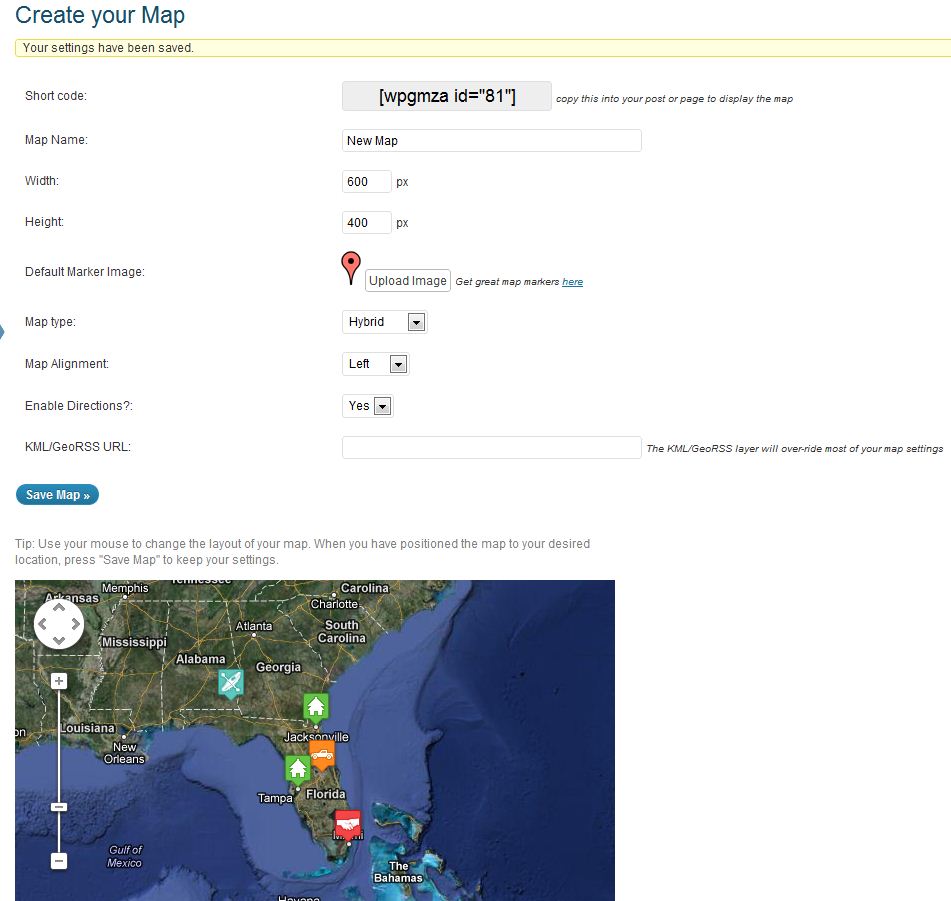 Create your Map
Your settings have been saved.
Short code:
[wpgmza id="81"]
copy this into your post or page to display the map
Map Name:
New Map
Width:
600 px
Height:
400 px
Default Marker Image:
Upload Image
Get great map markers here
Map type:
Hybrid
Map Alignment:
Left
Enable Directions?:
Yes
KML/GeoRSS URL:
The KML/GeoRSS layer will over-ride most of your map settings
Save Map »
Tip: Use your mouse to change the layout of your map. When you have positioned the map to your desired
location, press "Save Map" to keep your settings.
Tennessee
Memphis
Carolina
Arkansas
Charlotte
Atlanta
South
Carolina
Mississippi
Alabama
Georgia
Louisiana
Jacksonville
New
Orleans
Tampa
Florida
Gulf of
Mexico
The
Bahamas
Havana